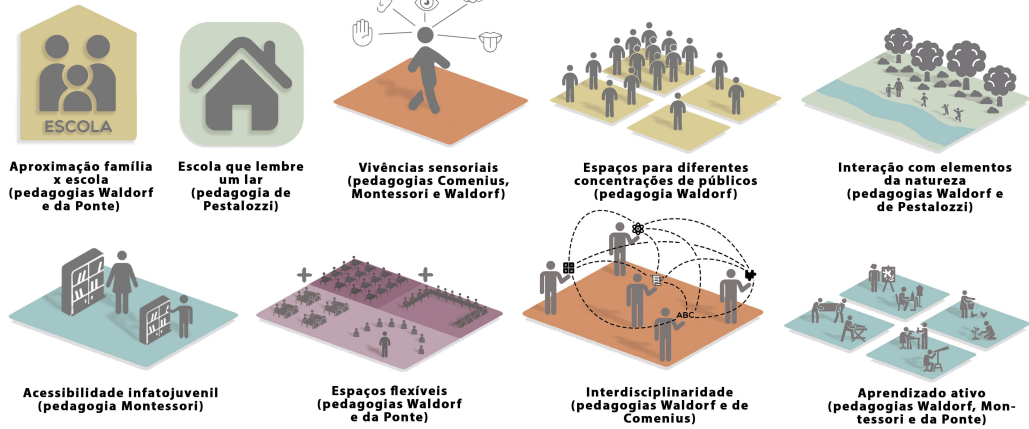 ESCOLA
Aproximação família
x escola
(pedagogias Waldorf
e da Ponte)
Escola que lembre
um lar
(pedagogia de
Pestalozzi)
Vivências sensoriais
(pedagogias Comenius,
Montessori e Waldorf)
Espaços para diferentes
concentrações de públicos
(pedagogia Waldorf)
Interação com elementos
da natureza
(pedagogias Waldorf e
de Pestalozzi)
ABC
Acessibilidade infatojuvenil
(pedagogia Montessori)
Espaços flexíveis
(pedagogias Waldorf
e da Ponte)
Interdisciplinaridade
(pedagogias Waldorf e de
Comenius)
Aprendizado ativo
(pedagogias Waldorf, Mon-
tessori e da Ponte)